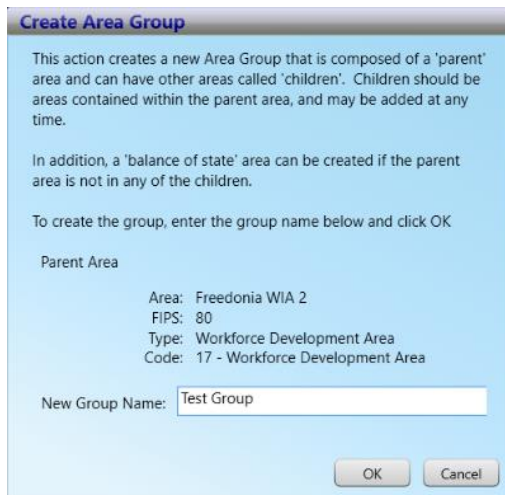 Create Area Group
This action creates a new Area Group that is composed of a 'parent'
area and can have other areas called 'children'. Children should be
areas contained within the parent area, and may be added at any
time.
In addition, a 'balance of state' area can be created if the parent
area is not in any of the children.
To create the group, enter the group name below and click OK
Parent Area
Area: Freedonia WIA 2
FIPS: 80
Type: Workforce Development Area
Code: 17 - Workforce Development Area
New Group Name: Test Group
OK Cancel